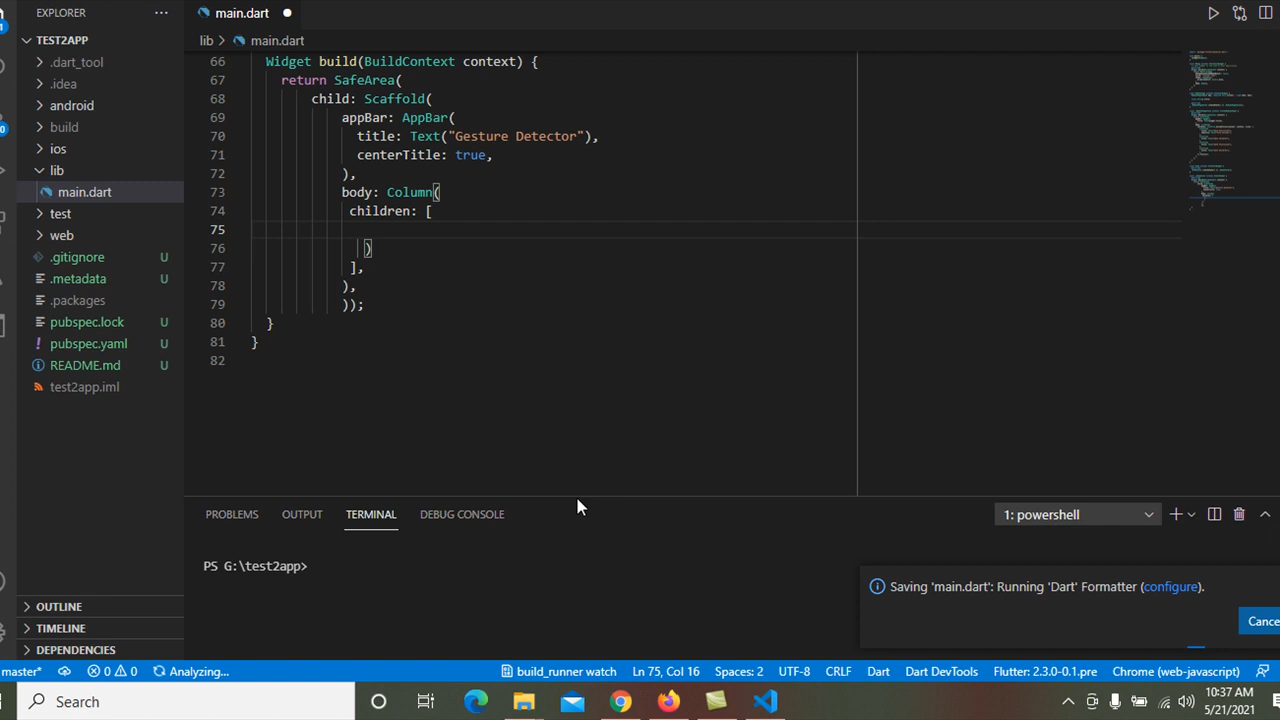 EXPLORER
TEST2APP
.dart_tool
.idea
android
build
ios
lib
main.dart
test
web
.gitignore U
.metadata U
.packages
pubspec.lock U
pubspec.yaml U
README.md U
test2app.iml
OUTLINE
TIMELINE
DEPENDENCIES
main.dart
lib > main.dart
66 Widget build(BuildContext context) {
67 return SafeArea(
68 child: Scaffold(
69 appBar: AppBar(
70 title: Text("Gesture Detector"),
71 centerTitle: true,
72 ),
73 body: Column(
74 children: [
75
76 )
77 ],
78 ),
79 ));
80 }
81 }
82
PROBLEMS OUTPUT TERMINAL DEBUG CONSOLE 1: powershell
PS G:\test2app>
Saving 'main.dart': Running 'Dart' Formatter (configure).
Cance
master* 0 0 Analyzing... build_runner watch Ln 75, Col 16 Spaces: 2 UTF-8 CRLF Dart Dart DevTools Flutter: 2.3.0-0.1.pre Chrome (web-javascript)
Search
10:37 AM
5/21/2021